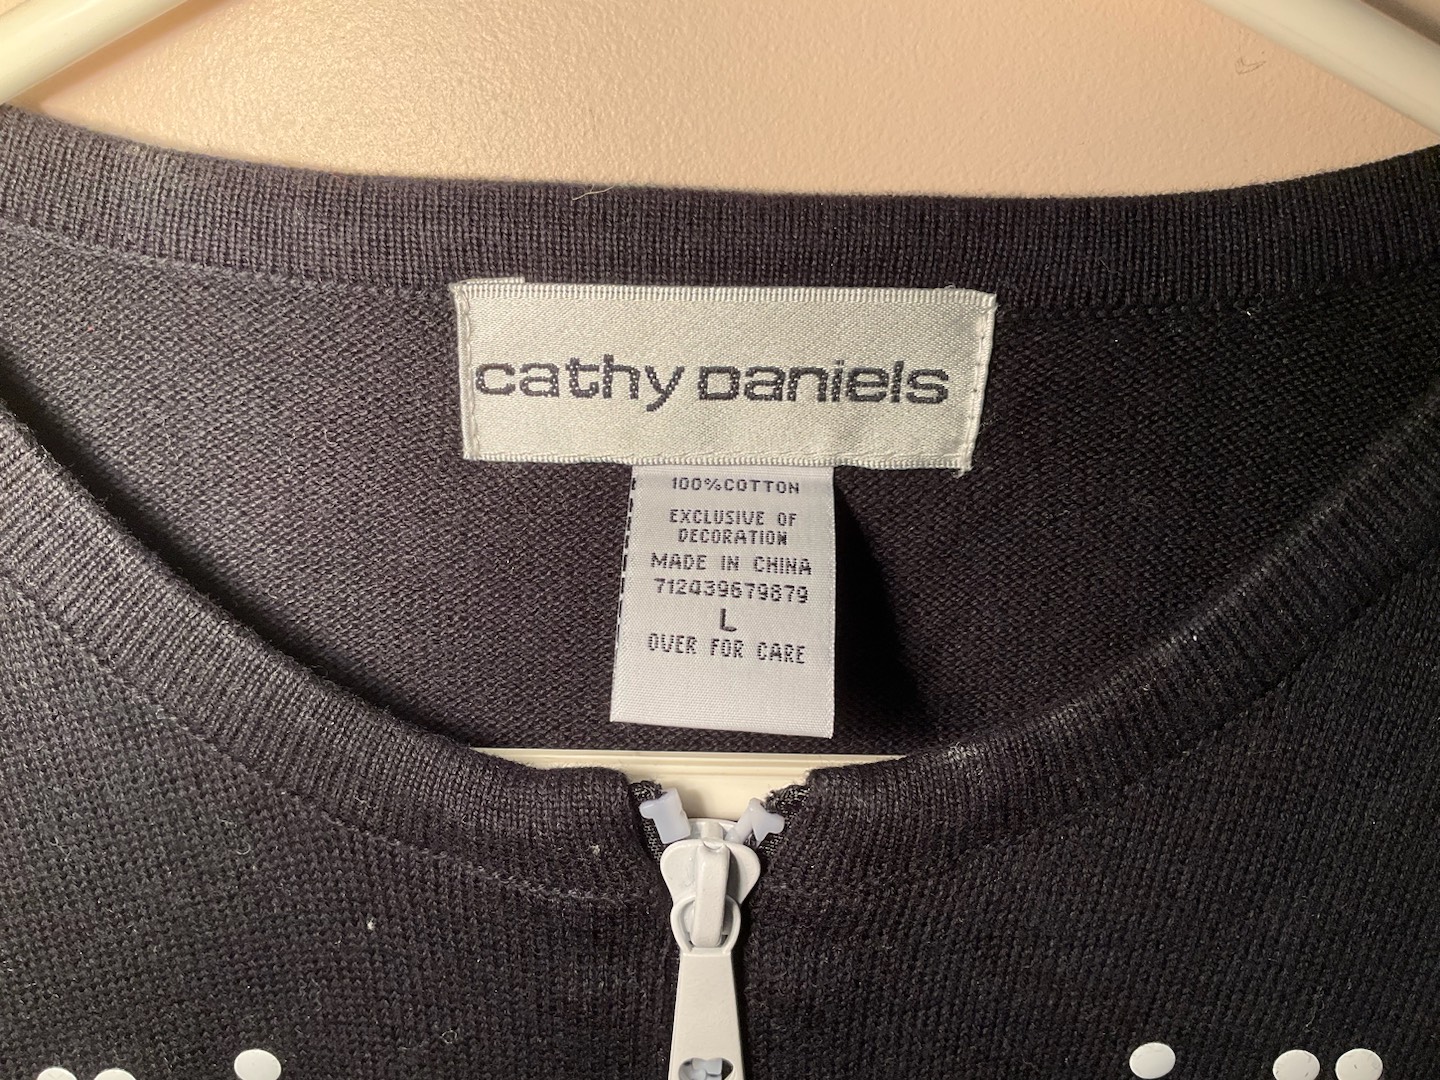 cathy Daniels
100%COTTON
EXCLUSIVE OF
DECORATION
MADE IN CHINA
712439679879
L
OVER FOR CARE